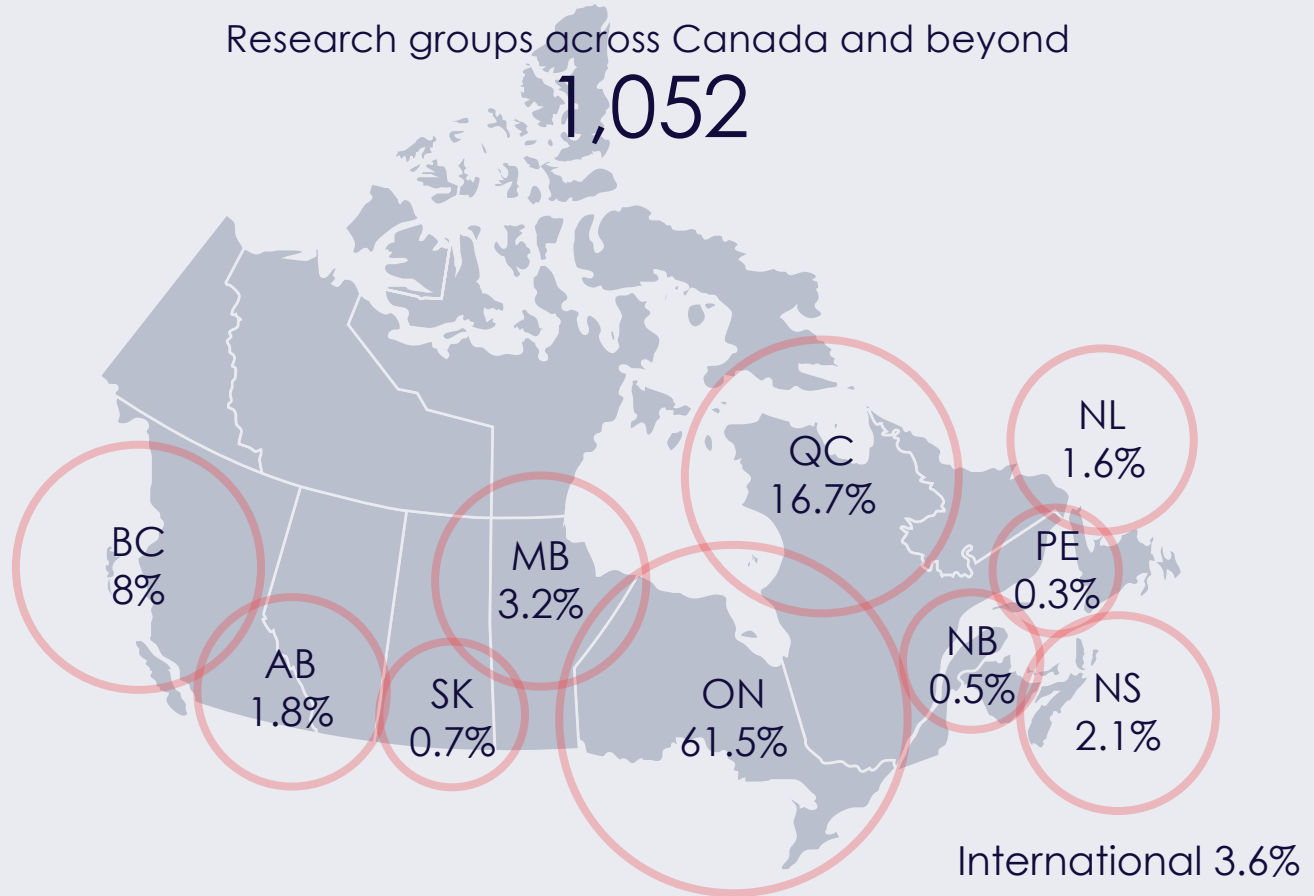 Research groups across Canada and beyond
1,052
NL
1.6%
QC
16.7%
BC
8%
MB
3.2%
PE
0.3%
AB
1.8%
SK
0.7%
ON
61.5%
NB
0.5%
NS
2.1%
International 3.6%